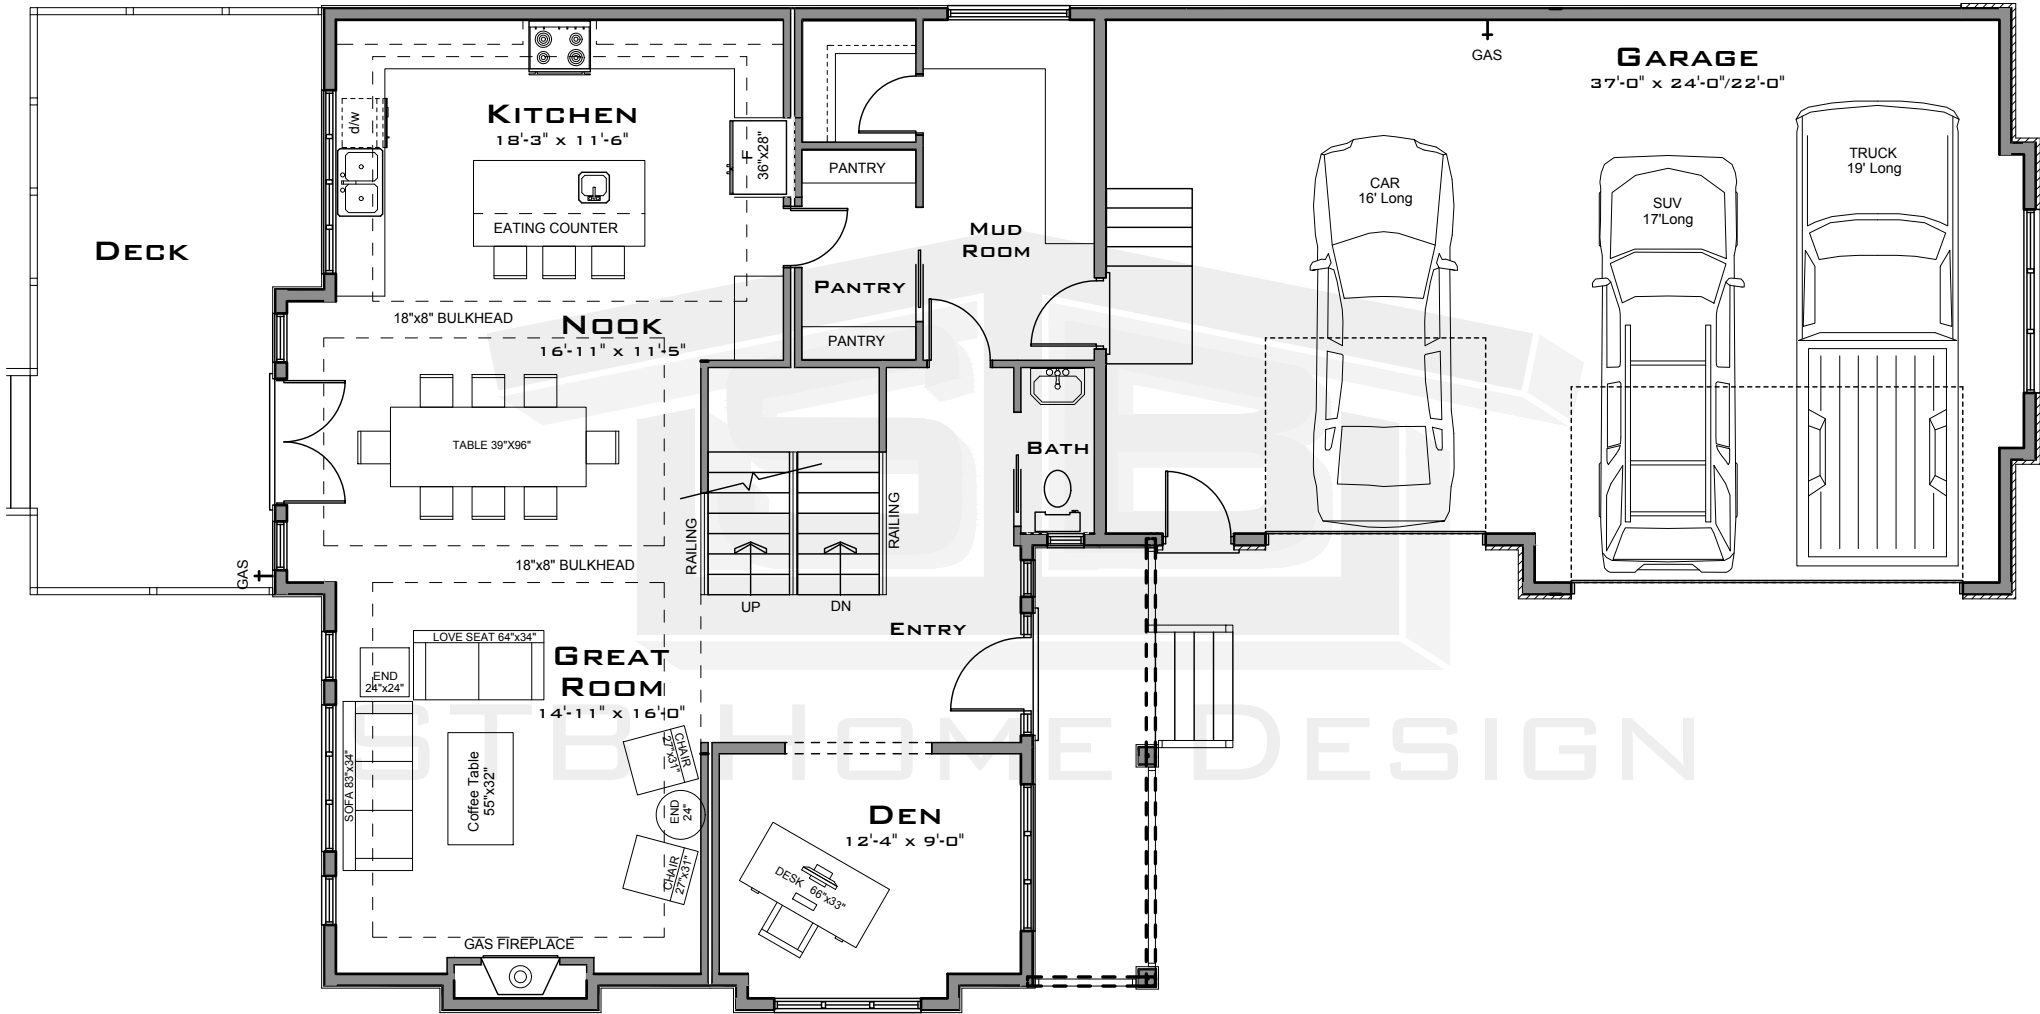 GAS
GARAGE
37'-0" x 24'-0"/22'-0"
KITCHEN
18'-3" x 11'-6"
d/w
F
36"x28"
PANTRY
TRUCK
19' Long
CAR
16' Long
SUV
17'Long
EATING COUNTER
MUD
ROOM
DECK
PANTRY
18"x8" BULKHEAD
NOOK
16'-11" x 11'-5"
PANTRY
TABLE 39"X96"
BATH
RAILING
RAILING
18"x8" BULKHEAD
GAS
UP
DN
ENTRY
LOVE SEAT 64"x34"
GREAT
ROOM
14'-11" x 16'-0"
END
24"x24"
STB HOME DESIGN
STB
SOFA 83"x34"
Coffee Table
55"x32"
CHAIR
27"x31"
END
24"
CHAIR
27"x31"
DEN
12'-4" x 9'-0"
DESK 66"x33"
GAS FIREPLACE